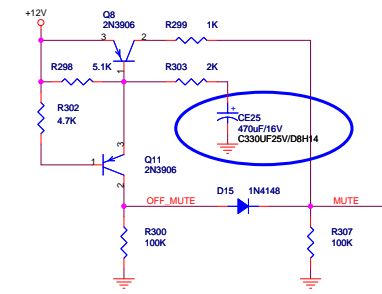 +12V
Q8
2N3906
R299 1K
3
2
1
R298 5.1K
R303 2K
R302
4.7K
+
CE25
470uF/16V
C330UF25V/D8H14
3
1
Q11
2N3906
2
D15 1N4148
OFF_MUTE
MUTE
R300
100K
R307
100K